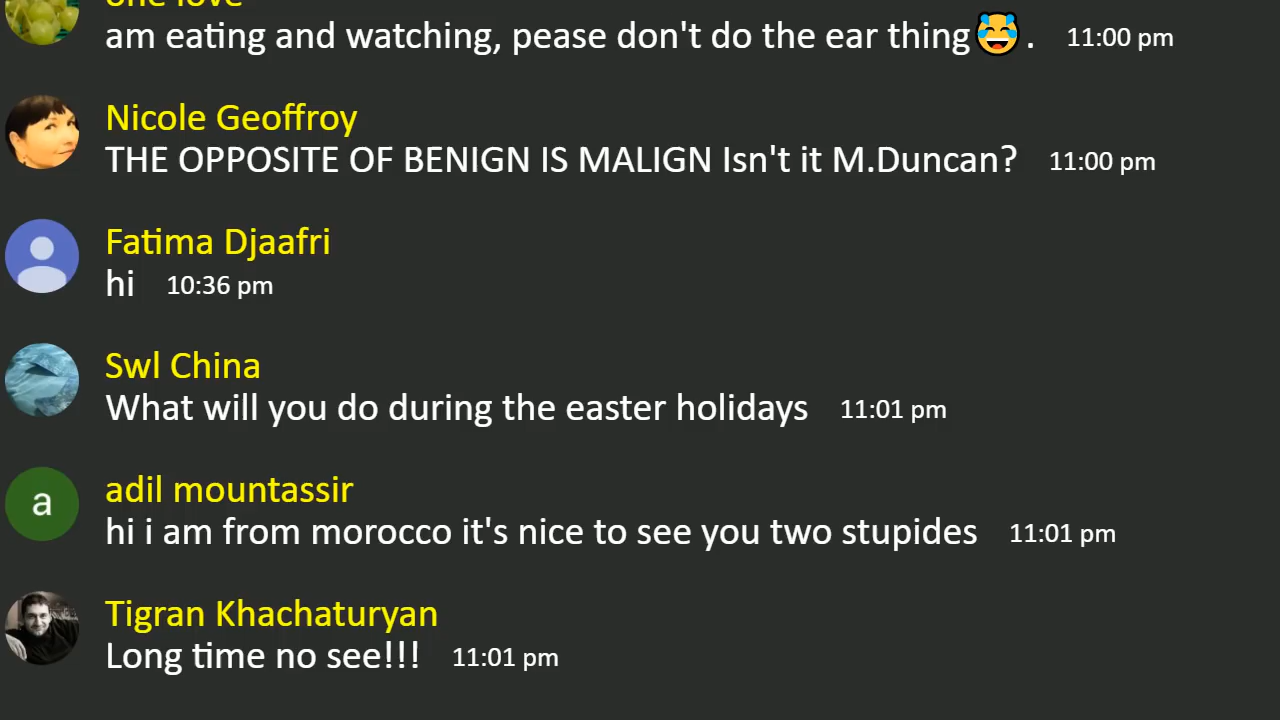 one love
am eating and watching, pease don't do the ear thing😂. 11:00 pm
Nicole Geoffroy
THE OPPOSITE OF BENIGN IS MALIGN Isn't it M.Duncan? 11:00 pm
Fatima Djaafri
hi 10:36 pm
Swl China
What will you do during the easter holidays 11:01 pm
a
adil mountassir
hi i am from morocco it's nice to see you two stupides 11:01 pm
Tigran Khachaturyan
Long time no see!!! 11:01 pm